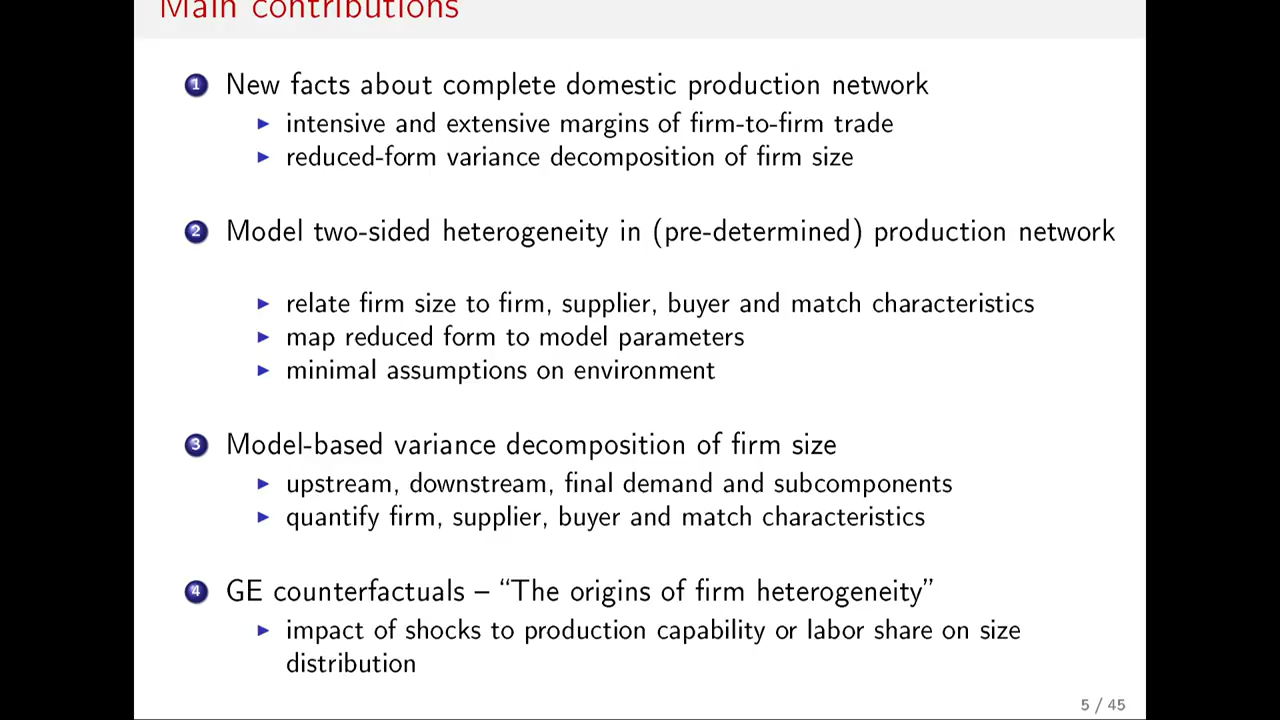 Main contributions
1 New facts about complete domestic production network
▶ intensive and extensive margins of firm-to-firm trade
▶ reduced-form variance decomposition of firm size
2 Model two-sided heterogeneity in (pre-determined) production network
▶ relate firm size to firm, supplier, buyer and match characteristics
▶ map reduced form to model parameters
▶ minimal assumptions on environment
3 Model-based variance decomposition of firm size
▶ upstream, downstream, final demand and subcomponents
▶ quantify firm, supplier, buyer and match characteristics
4 GE counterfactuals – “The origins of firm heterogeneity”
▶ impact of shocks to production capability or labor share on size
distribution
5 / 45